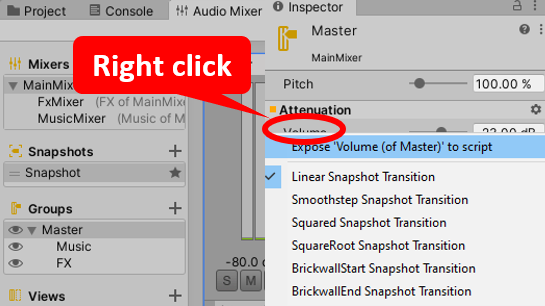 Project
Console
Audio Mixer
Inspector
Right click
Master
MainMixer
Mixers
MainMix
FxMixer (FX of MainMix
MusicMixer (Music of M
Pitch
100.00 %
Attenuation
Volume
-23.00 dB
Expose 'Volume (of Master)' to script
Snapshots
Snapshot
Linear Snapshot Transition
Smoothstep Snapshot Transition
Squared Snapshot Transition
SquareRoot Snapshot Transition
BrickwallStart Snapshot Transition
BrickwallEnd Snapshot Transition
Groups
Master
Music
FX
-80.0
S M
Views